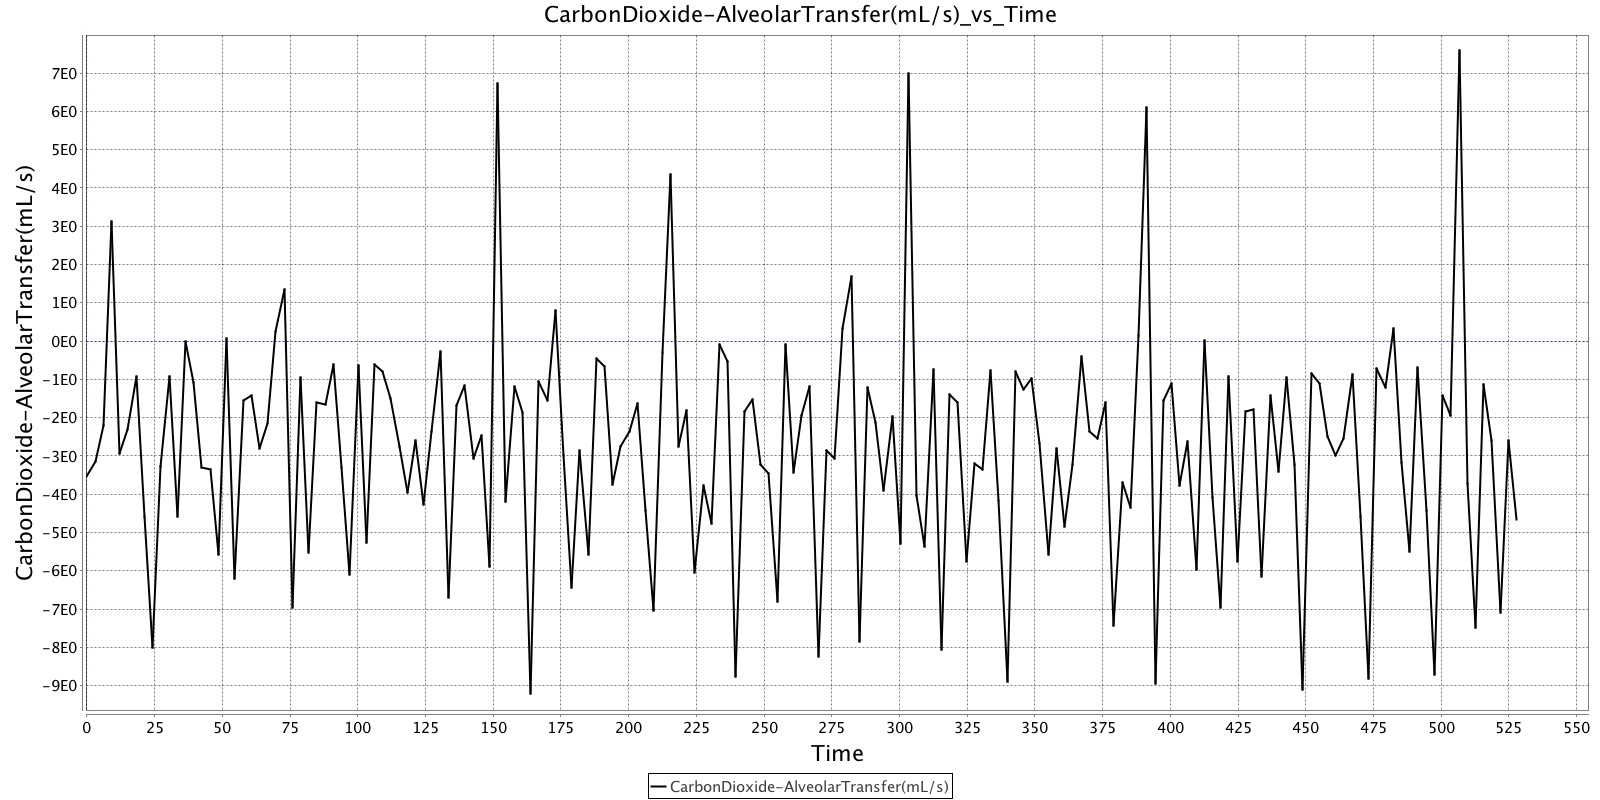 CarbonDioxide-AlveolarTransfer(mL/s)_vs_Time
CarbonDioxide-AlveolarTransfer(mL/s)
7E0
6E0
5E0
4E0
3E0
2E0
1E0
0E0
-1E0
-2E0
-3E0
-4E0
-5E0
-6E0
-7E0
-8E0
-9E0
0 25 50 75 100 125 150 175 200 225 250 275 300 325 350 375 400 425 450 475 500 525 550
Time
CarbonDioxide-AlveolarTransfer(mL/s)